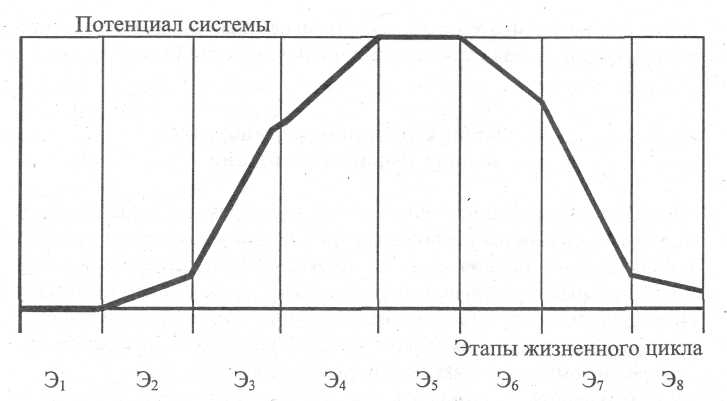 Потенциал системы
Этапы жизненного цикла
Э1 Э2 Э3 Э4 Э5 Э6 Э7 Э8